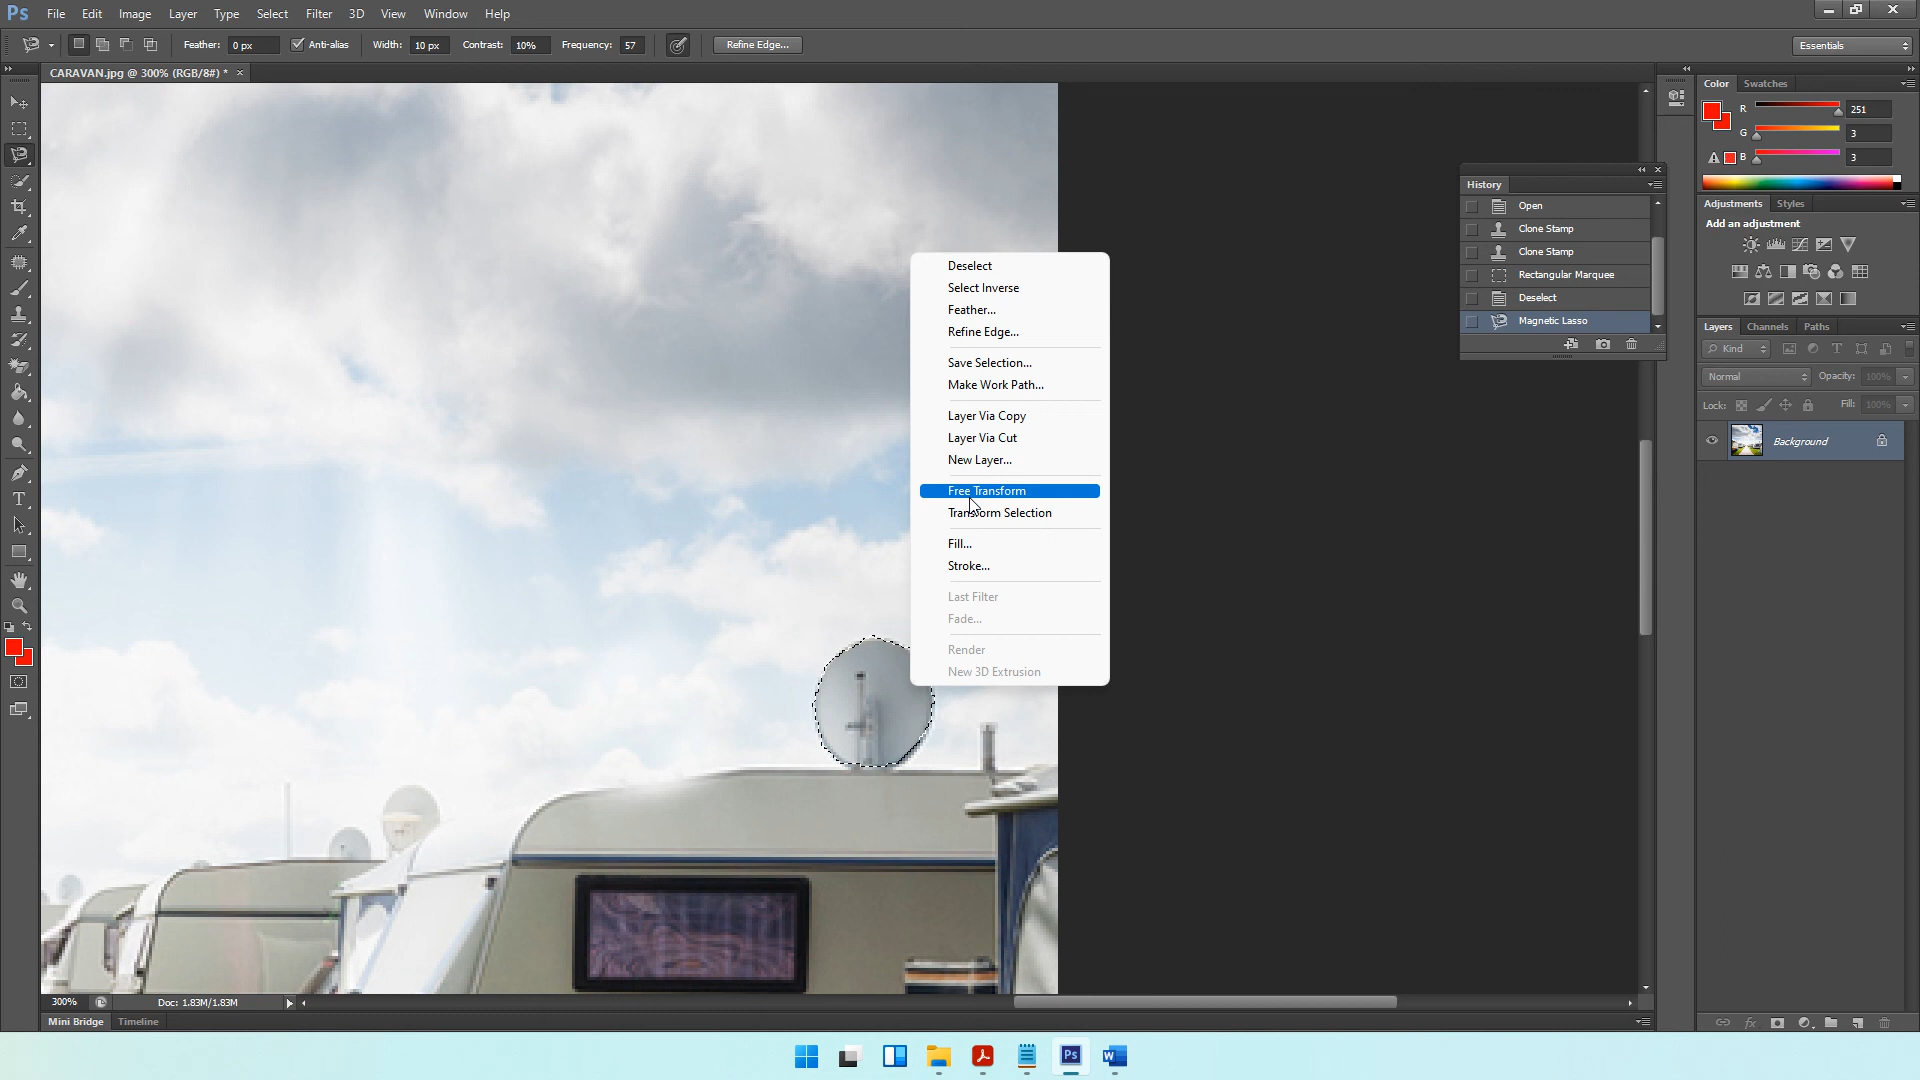 Ps File Edit Image Layer Type Select Filter 3D View Window Help
Feather: 0 px Anti-alias Width: 10 px Contrast: 10% Frequency: 57 Refine Edge... Essentials
CARAVAN.jpg @ 300% (RGB/8#) * ×
Color Swatches
R 251
G 3
B 3
History
Open
Clone Stamp
Clone Stamp
Rectangular Marquee
Deselect
Magnetic Lasso
Adjustments Styles
Add an adjustment
Layers Channels Paths
Kind
Normal Opacity: 100%
Lock: Fill: 100%
Background
Deselect
Select Inverse
Feather...
Refine Edge...
Save Selection...
Make Work Path...
Layer Via Copy
Layer Via Cut
New Layer...
Free Transform
Transform Selection
Fill...
Stroke...
Last Filter
Fade...
Render
New 3D Extrusion
300% Doc: 1.83M/1.83M
Mini Bridge Timeline
Ps